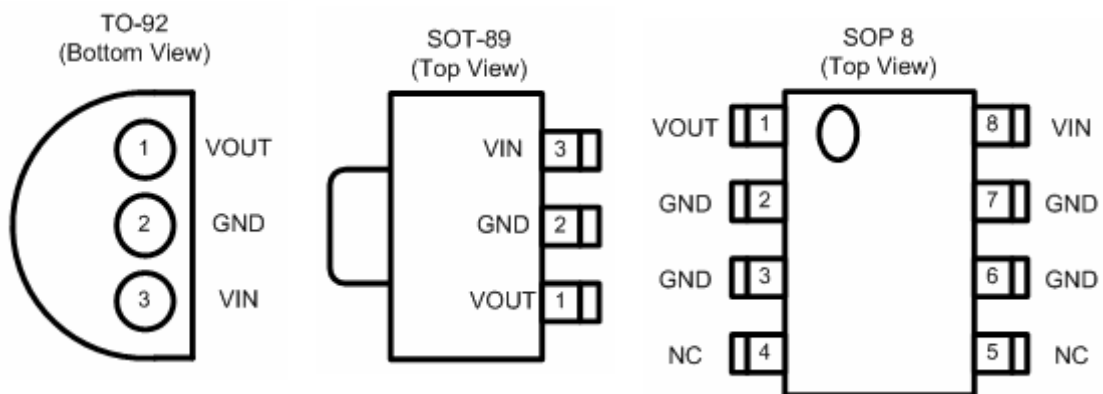 TO-92
(Bottom View)
1 VOUT
2 GND
3 VIN
SOT-89
(Top View)
VIN 3
GND 2
VOUT 1
SOP 8
(Top View)
VOUT 1 8 VIN
GND 2 7 GND
GND 3 6 GND
NC 4 5 NC